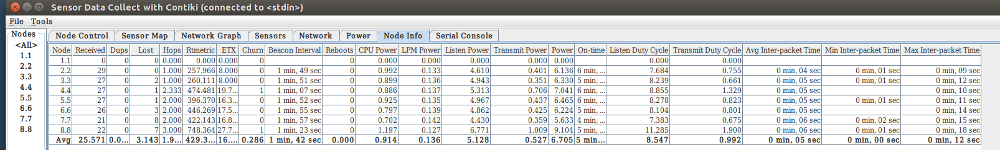 Sensor Data Collect with Contiki (connected to <stdin>)
File Tools
Nodes
<All>
1.1
2.2
3.3
4.4
5.5
6.6
7.7
8.8
Node Control Sensor Map Network Graph Sensors Network Power Node Info Serial Console
Node Received Dups Lost Hops Rtmetric ETX Churn Beacon Interval Reboots CPU Power LPM Power Listen Power Transmit Power Power On-time Listen Duty Cycle Transmit Duty Cycle Avg Inter-packet Time Min Inter-packet Time Max Inter-packet Time
1.1 0 0 0 0.000 0.000 0.000 0 0 0.000 0.000 0.000 0.000 0.000 0.000 0.000
2.2 29 0 0 1.000 257.966 8.000 0 1 min, 49 sec 0 0.992 0.133 4.610 0.401 6.136 6 min, ... 7.684 0.755 0 min, 04 sec 0 min, 01 sec 0 min, 09 sec
3.3 27 0 2 1.000 260.111 8.000 0 1 min, 51 sec 0 0.899 0.136 4.943 0.351 6.330 5 min, ... 8.239 0.661 0 min, 05 sec 0 min, 01 sec 0 min, 12 sec
4.4 27 0 1 2.333 474.481 19.7... 1 1 min, 07 sec 0 0.886 0.137 5.313 0.706 7.041 6 min, ... 8.855 1.329 0 min, 05 sec 0 min, 10 sec
5.5 27 0 1 2.000 396.370 16.3... 0 1 min, 52 sec 0 0.925 0.135 4.967 0.437 6.465 6 min, ... 8.278 0.823 0 min, 05 sec 0 min, 01 sec 0 min, 11 sec
6.6 26 0 3 2.000 446.269 17.5... 0 1 min, 55 sec 0 0.797 0.139 4.862 0.425 6.224 5 min, ... 8.104 0.801 0 min, 05 sec 0 min, 14 sec
7.7 21 0 8 2.000 422.143 16.8... 0 1 min, 57 sec 0 0.702 0.142 4.430 0.359 5.633 4 min, ... 7.383 0.675 0 min, 06 sec 0 min, 02 sec 0 min, 15 sec
8.8 22 0 7 3.000 748.364 27.7... 1 1 min, 23 sec 0 1.197 0.127 6.771 1.009 9.104 5 min, ... 11.285 1.900 0 min, 06 sec 0 min, 01 sec 0 min, 18 sec
Avg 25.571 0.0... 3.143 1.9... 429.3... 16.... 0.286 1 min, 42 sec 0.000 0.914 0.136 5.128 0.527 6.705 5 min... 8.547 0.992 0 min, 05 sec 0 min, 00 sec 0 min, 12 sec